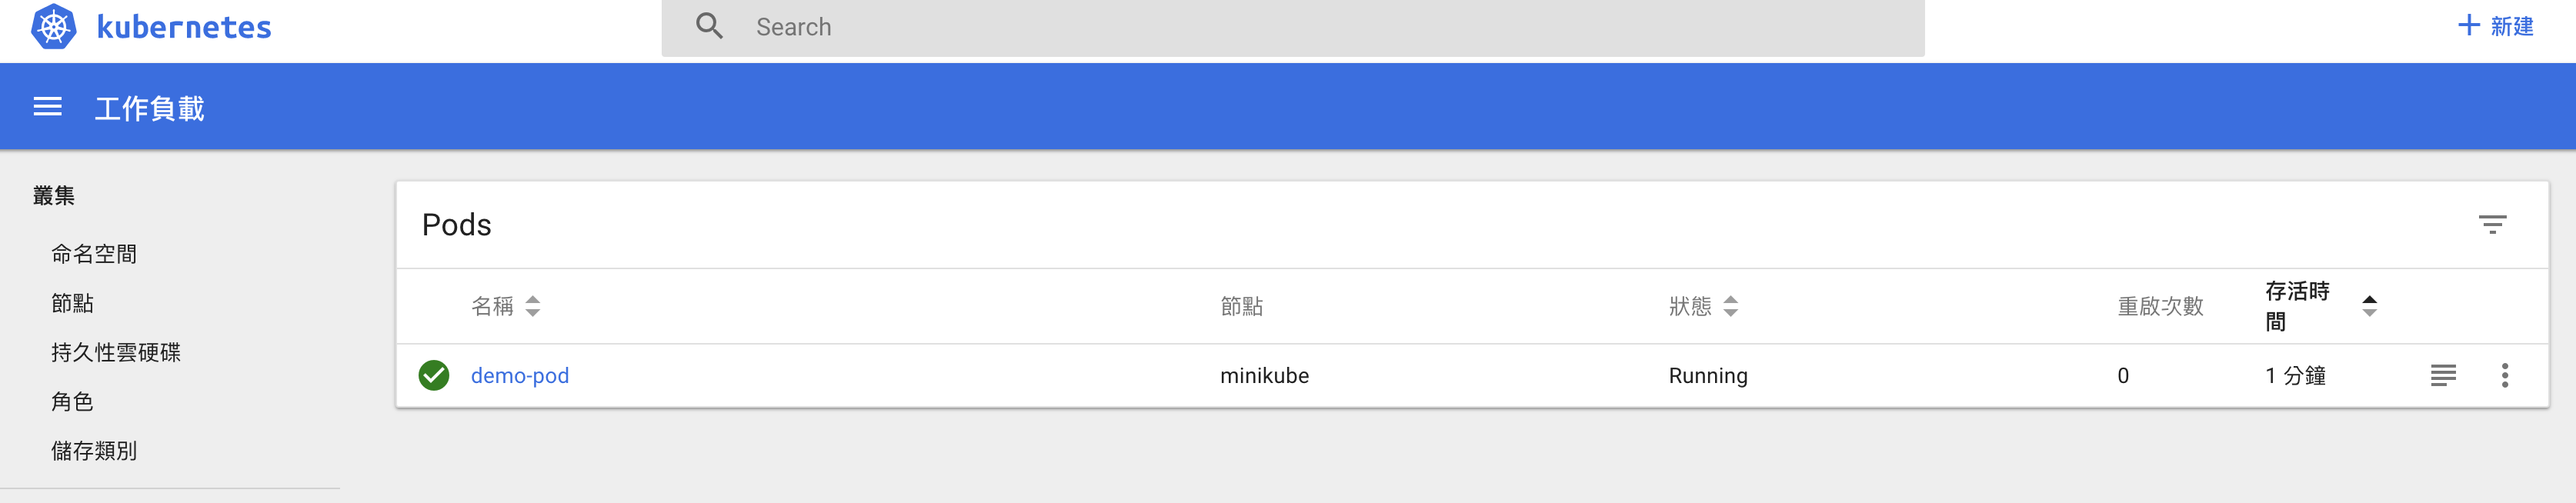 kubernetes
Search
新建
工作負載
叢集
命名空間
節點
持久性雲硬碟
角色
儲存類別
Pods
名稱
節點
狀態
重啟次數
存活時
間
demo-pod
minikube
Running
0
1 分鐘